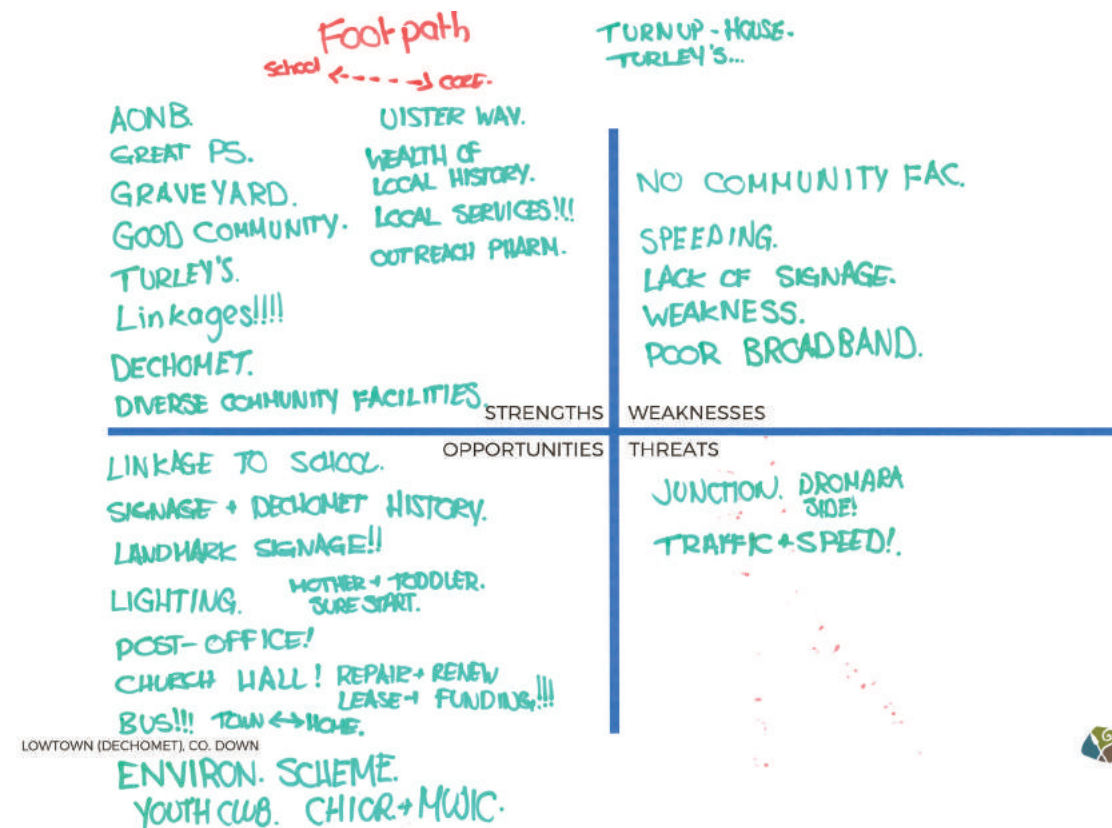 Footpath
School <----> CORE.
TURNUP - HOUSE.
TURLEY'S...
AONB.
GREAT PS.
GRAVEYARD.
GOOD COMMUNITY.
TURLEY'S.
Linkages!!!!
DECHOMET.
DIVERSE COMMUNITY FACILITIES.
ULSTER WAY.
WEALTH OF
LOCAL HISTORY.
LOCAL SERVICES!!!
OUTREACH PHARM.
STRENGTHS
NO COMMUNITY FAC.
SPEEDING.
LACK OF SIGNAGE.
WEAKNESS.
POOR BROADBAND.
WEAKNESSES
OPPORTUNITIES
LINKAGE TO SCHOOL.
SIGNAGE + DECHOMET HISTORY.
LANDMARK SIGNAGE!!
LIGHTING.
MOTHER + TODDLER.
SURE START.
POST-OFFICE!
CHURCH HALL! REPAIR + RENEW
LEASE + FUNDING!!!
BUS!!! TOWN <-> HOME.
ENVIRON. SCHEME.
YOUTH CLUB. CHIOR + MUSIC.
THREATS
JUNCTION. DROMARA
SIDE!
TRAFFIC + SPEED!.
LOWTOWN (DECHOMET), CO. DOWN
G